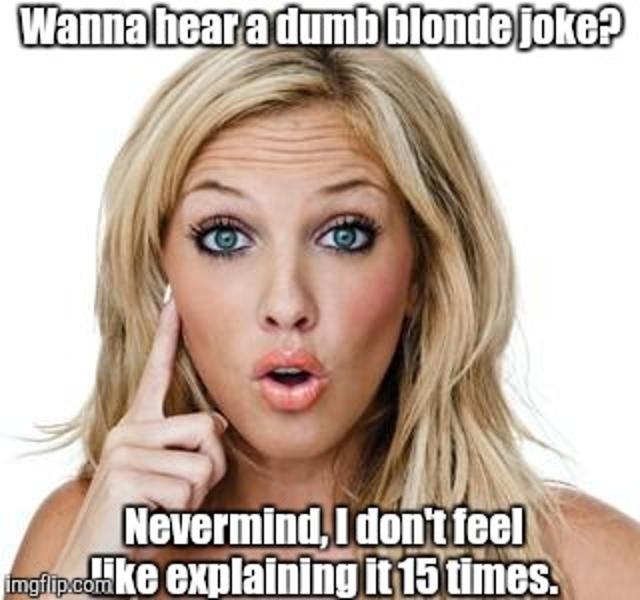 Wanna hear a dumb blonde joke?
Nevermind, I don't feel
like explaining it 15 times.
imgflip.com